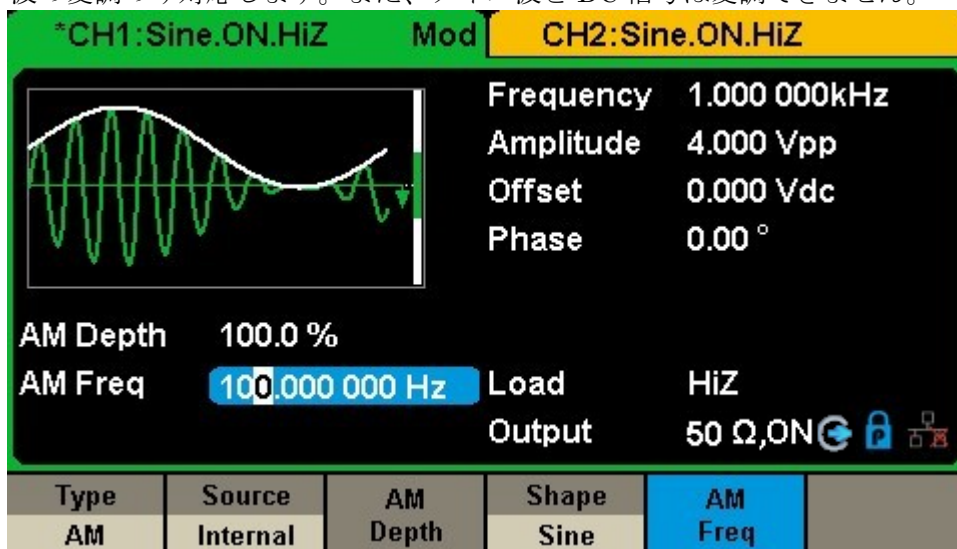 *CH1:Sine.ON.HiZ Mod CH2:Sine.ON.HiZ
Frequency 1.000 000kHz
Amplitude 4.000 Vpp
Offset 0.000 Vdc
Phase 0.00 °
AM Depth 100.0 %
AM Freq 100.000 000 Hz Load HiZ
Output 50 Ω,ON P
Type Source AM Depth Shape AM Freq
AM Internal Sine